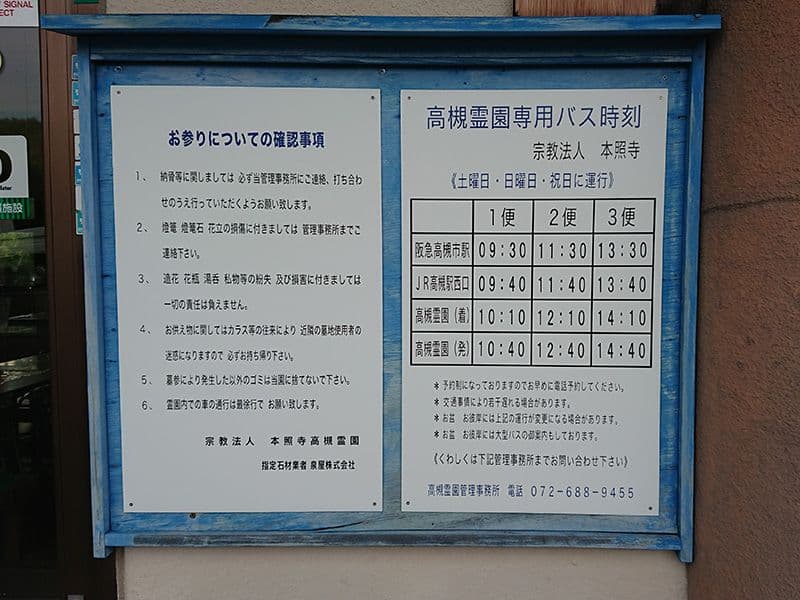 SIGNAL
お参りについての確認事項
1、 納骨等に関しましては 必ず当管理事務所にご連絡、打ち合わ
せのうえ行っていただくようお願い致します。
2、 燈篭 燈篭石 花立の損傷に付きましては 管理事務所までご
連絡下さい。
3、 造花 花瓶 湯呑 私物等の紛失 及び損害に付きましては
一切の責任は負えません。
4、 お供え物に関してはカラス等の往来により 近隣の墓地使用者の
迷惑になりますので 必ずお持ち帰り下さい。
5、 墓参により発生した以外のゴミは当園に捨てないで下さい。
6、 霊園内での車の通行は最徐行で お願い致します。
宗教法人 本照寺高槻霊園
指定石材業者 泉屋株式会社
高槻霊園専用バス時刻
宗教法人 本照寺
《土曜日・日曜日・祝日に運行》
1便 2便 3便
阪急高槻市駅 09:30 11:30 13:30
JR高槻駅西口 09:40 11:40 13:40
高槻霊園（着） 10:10 12:10 14:10
高槻霊園（発） 10:40 12:40 14:40
＊予約制になっておりますのでお早めに電話予約してください。
＊交通事情により若干遅れる場合があります。
＊お盆 お彼岸には上記の運行が変更になる場合があります。
＊お盆 お彼岸には大型バスの御案内もしております。
《くわしくは下記管理事務所までお問い合わせ下さい》
高槻霊園管理事務所 電話 072-688-9455